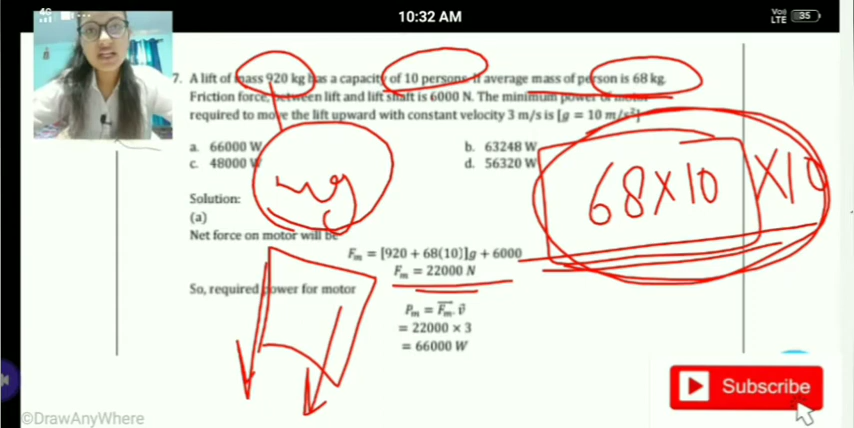 4G
10:32 AM
Vo))
LTE
35
7. A lift of mass 920 kg has a capacity of 10 persons. If average mass of person is 68 kg.
Friction force, between lift and lift shaft is 6000 N. The minimum power of motor
required to move the lift upward with constant velocity 3 m/s is [g = 10 m/s²]
a. 66000 W
b. 63248 W
c. 48000 W
d. 56320 W
68×10 ×10
mg
Solution:
(a)
Net force on motor will be
Fₘ = [920 + 68(10)]g + 6000
Fₘ = 22000 N
So, required power for motor
Pₘ = F⃗ₘ. v⃗
= 22000 × 3
= 66000 W
Subscribe
©DrawAnyWhere